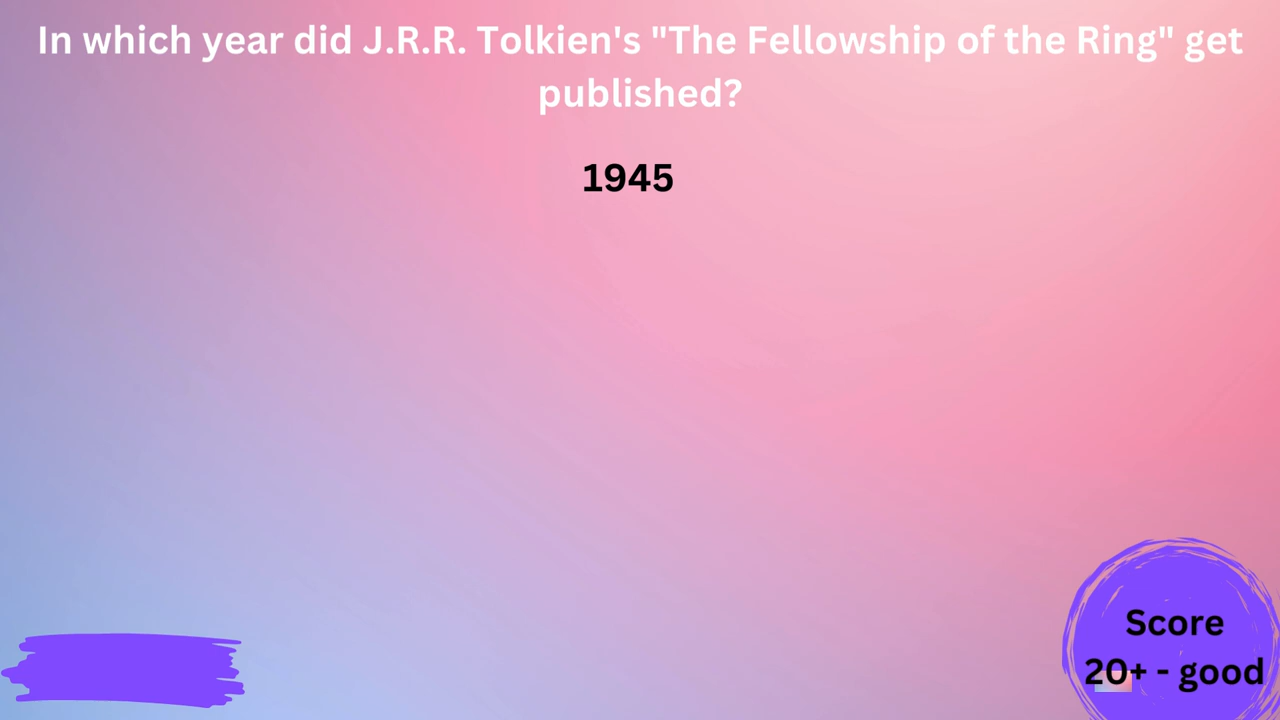 In which year did J.R.R. Tolkien's "The Fellowship of the Ring" get
published?
1945
Score
20+ - good